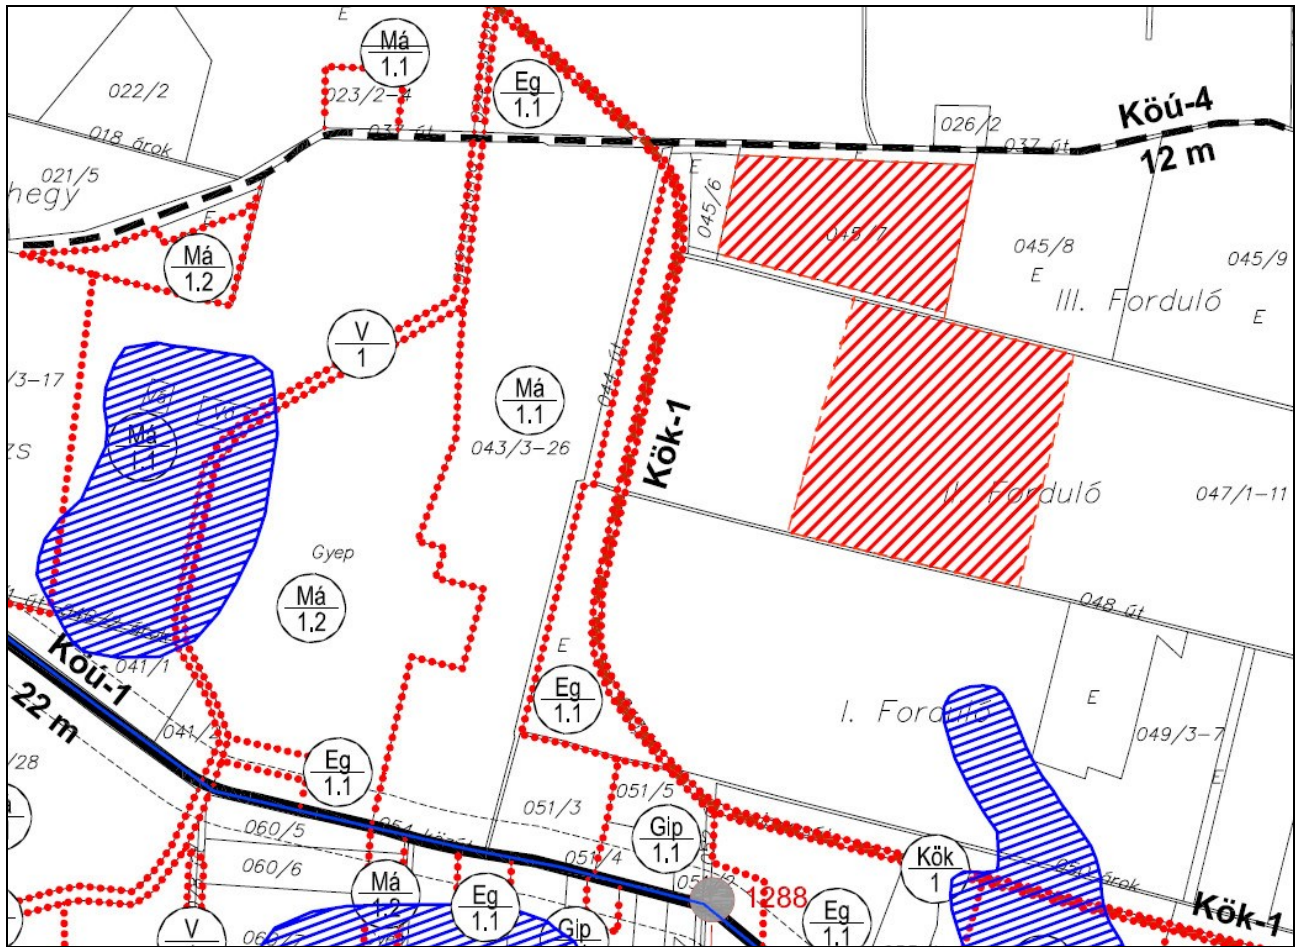 E
Má
1.1
Eg
1.1
022/2
023/2-4
Köú-4
026/2
018 árok
037 út
037 út
12 m
E
021/5
hegy
E
045/6
045/7
045/8
E
045/9
E
III. Forduló
Má
1.2
V
1
/3-17
044 út
Má
1.1
043/3-26
Kök-1
Má
1.1
II. Forduló
047/1-11
Gyep
Má
1.2
048 út
041/1
Köú-1
22 m
041/2
E
Eg
1.1
I. Forduló
E
049/3-7
E
/28
Eg
1.1
051/3
051/5
Gip
1.1
060/5
051/4
Kök
1
060/6
Má
1.2
Eg
1.1
1288
050 árok
Kök-1
V
Gip
Eg
1.1